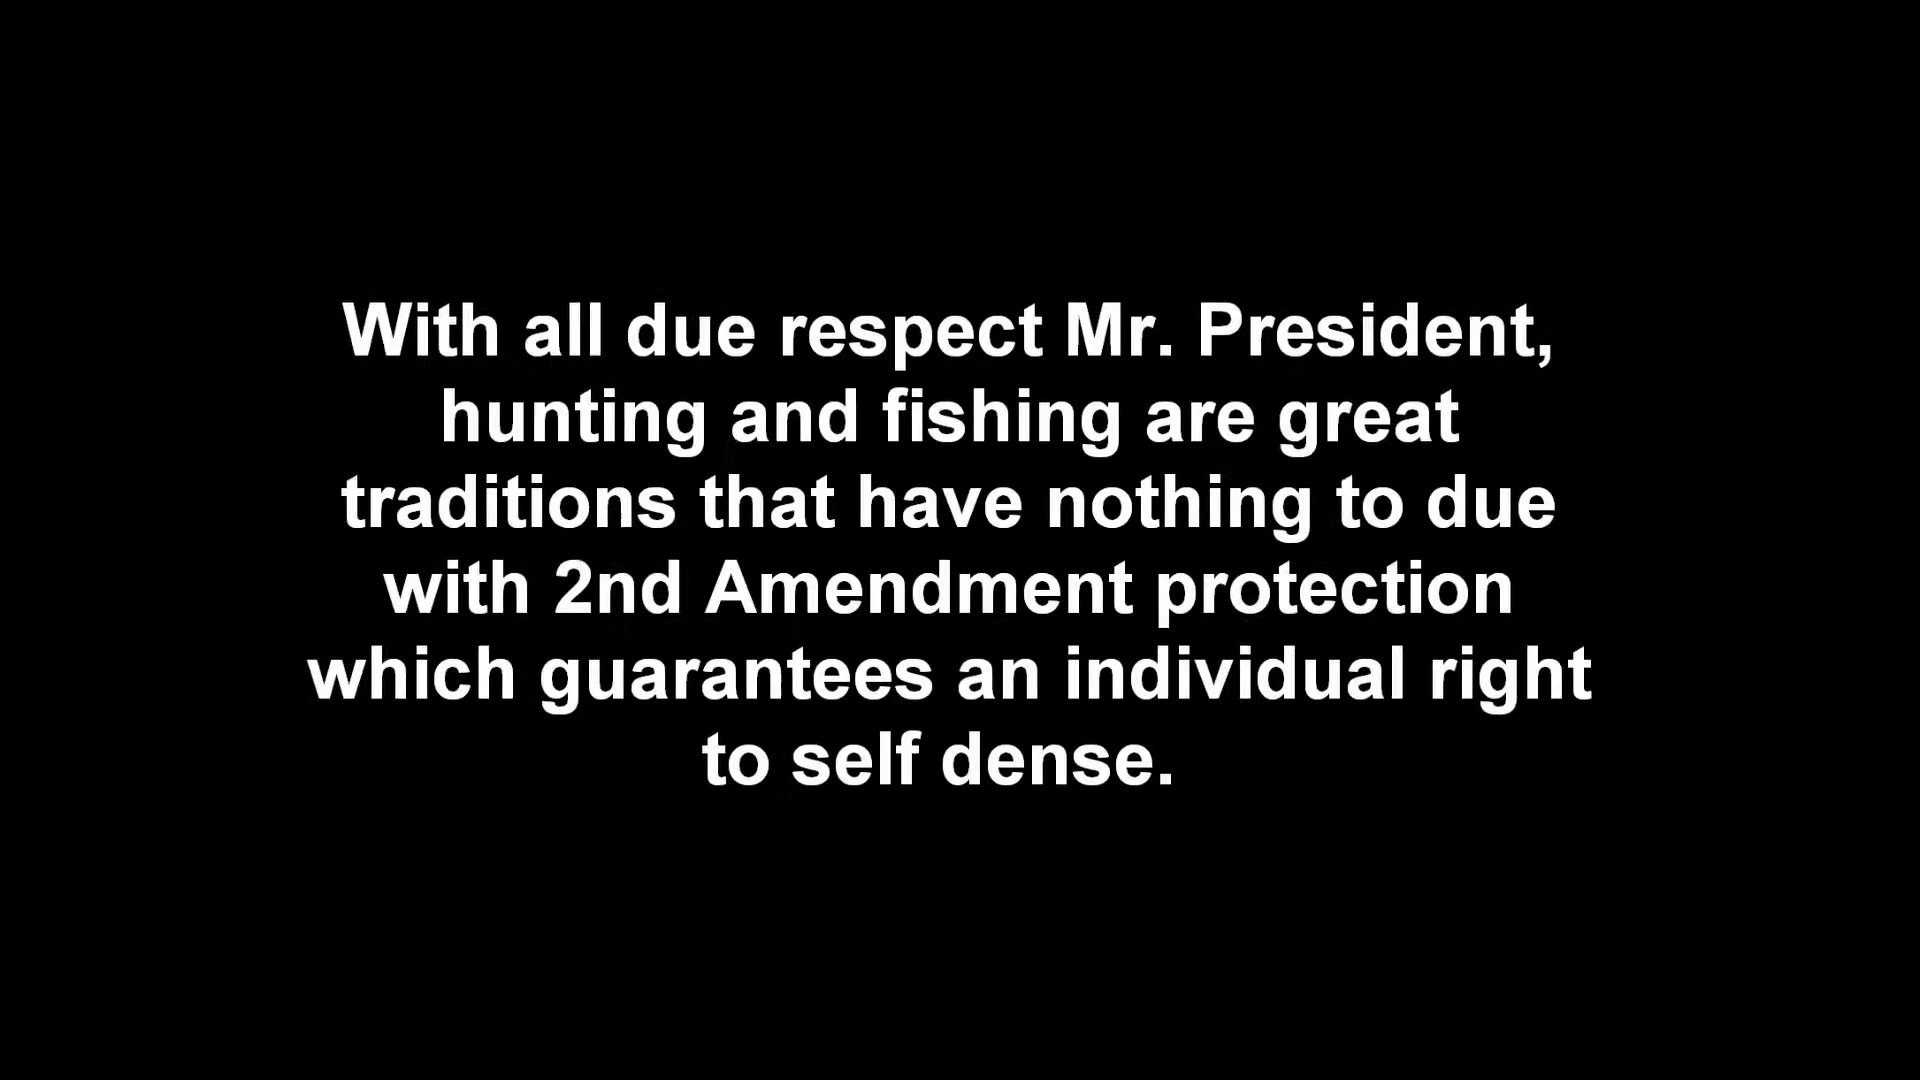 With all due respect Mr. President,
hunting and fishing are great
traditions that have nothing to due
with 2nd Amendment protection
which guarantees an individual right
to self dense.